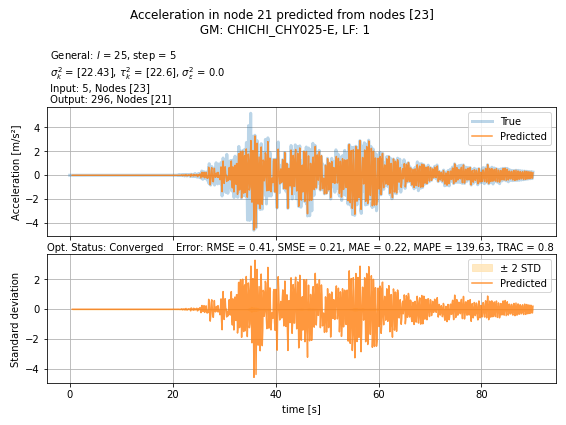 Acceleration in node 21 predicted from nodes [23]
GM: CHICHI_CHY025-E, LF: 1
General: l = 25, step = 5
σ²ₖ = [22.43], τ²ₖ = [22.6], σ²ε = 0.0
Input: 5, Nodes [23]
Output: 296, Nodes [21]
True
Predicted
Acceleration [m/s²]
4
2
0
−2
−4
Opt. Status: Converged Error: RMSE = 0.41, SMSE = 0.21, MAE = 0.22, MAPE = 139.63, TRAC = 0.8
± 2 STD
Predicted
Standard deviation
2
0
−2
−4
0 20 40 60 80
time [s]